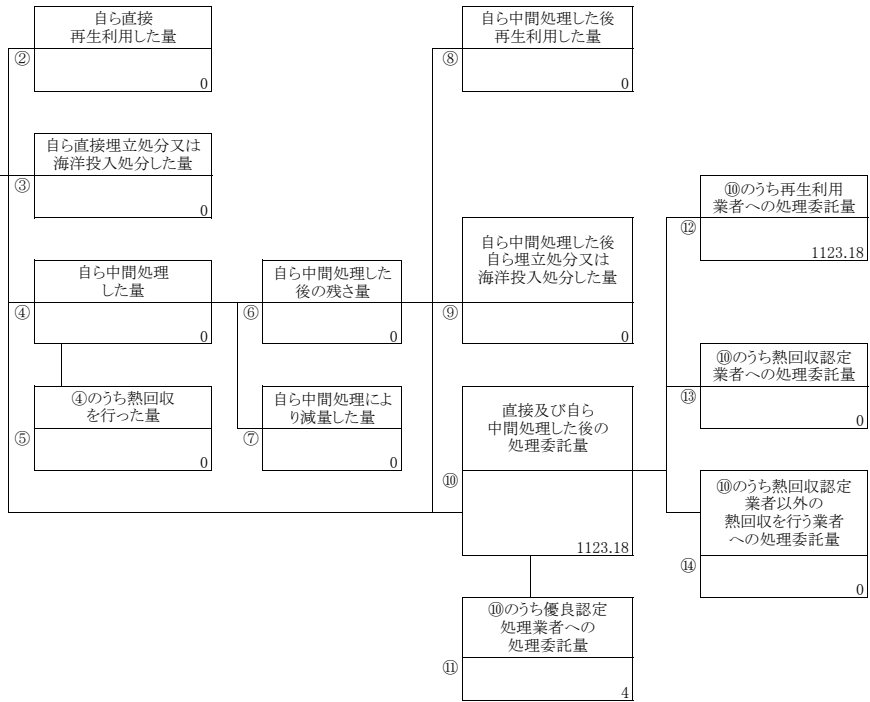 自ら直接
再生利用した量
②
0
自ら直接埋立処分又は
海洋投入処分した量
③
0
自ら中間処理
した量
④
0
④のうち熱回収
を行った量
⑤
0
自ら中間処理した
後の残さ量
⑥
0
自ら中間処理によ
り減量した量
⑦
0
自ら中間処理した後
再生利用した量
⑧
0
自ら中間処理した後
自ら埋立処分又は
海洋投入処分した量
⑨
0
直接及び自ら
中間処理した後の
処理委託量
⑩
1123.18
⑩のうち優良認定
処理業者への
処理委託量
⑪
4
⑩のうち再生利用
業者への処理委託量
⑫
1123.18
⑩のうち熱回収認定
業者への処理委託量
⑬
0
⑩のうち熱回収認定
業者以外の
熱回収を行う業者
への処理委託量
⑭
0